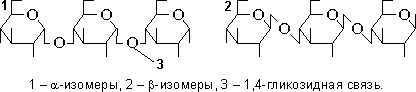 1 2
O O O O O O
O O O O
3
1 – α-изомеры, 2 – β-изомеры, 3 – 1,4-гликозидная связь.